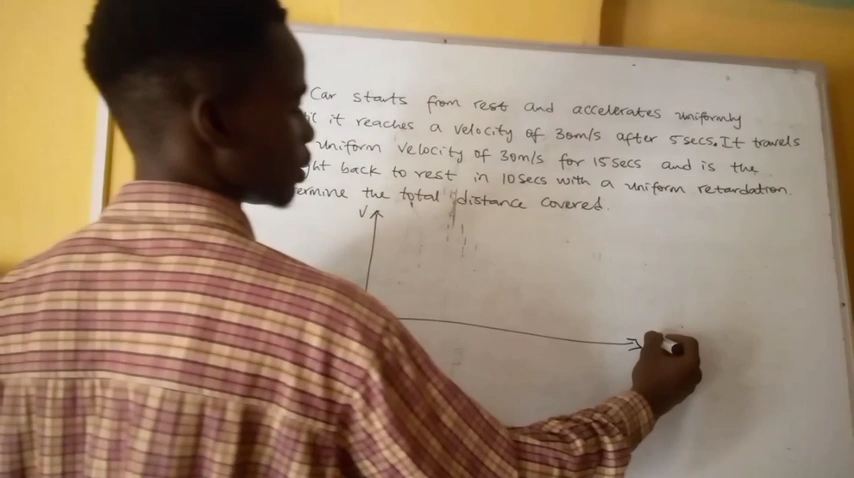 Car starts from rest and accelerates uniformly
it reaches a velocity of 30m/s after 5secs. It travels
uniform velocity of 30m/s for 15secs and is the
back to rest in 10secs with a uniform retardation.
the total distance covered.
V